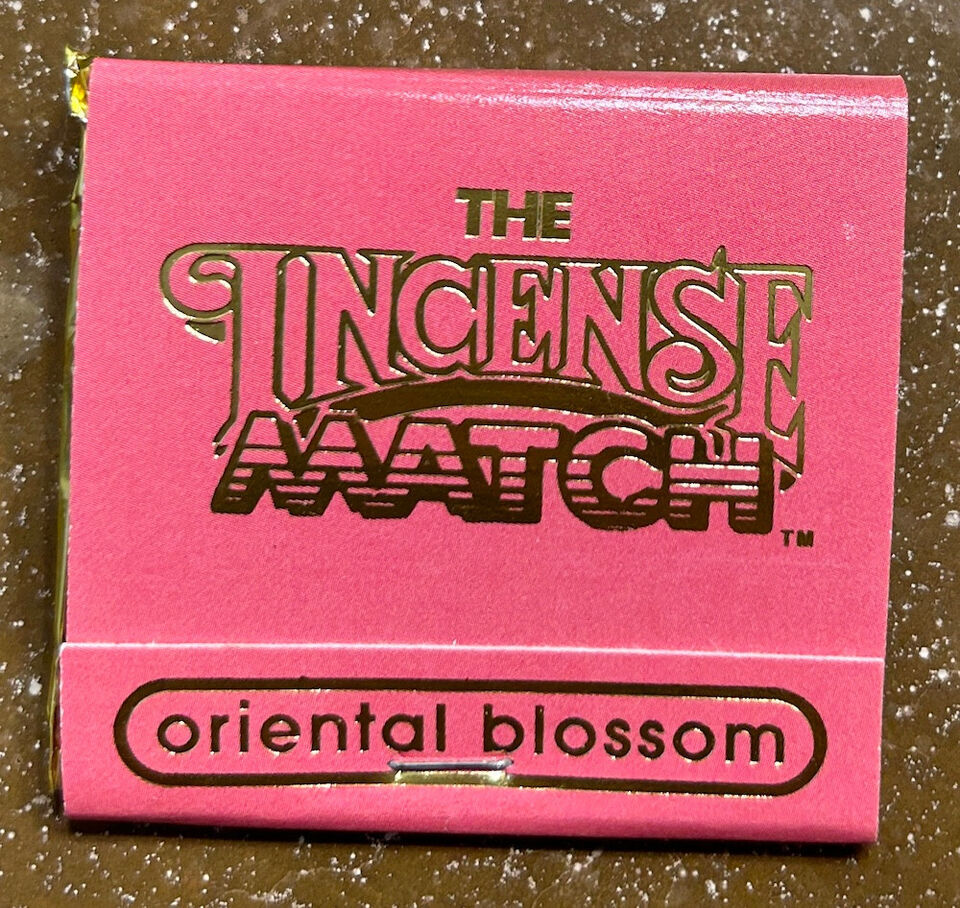 THE
INCENSE
MATCH
TM
oriental blossom